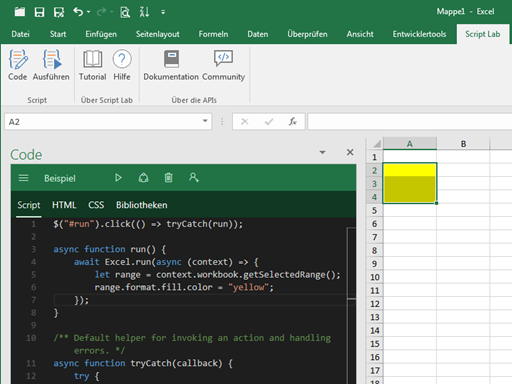 Mappe1 - Excel
Datei Start Einfügen Seitenlayout Formeln Daten Überprüfen Ansicht Entwicklertools Script Lab
Code Ausführen Tutorial Hilfe Dokumentation Community
Script Über Script Lab Über die APIs
A2 fx
Code
A B
Beispiel
Script HTML CSS Bibliotheken
1 $("#run").click(() => tryCatch(run));
2
3 async function run() {
4 await Excel.run(async (context) => {
5 let range = context.workbook.getSelectedRange();
6 range.format.fill.color = "yellow";
7 });
8 }
9
10 /** Default helper for invoking an action and handling
errors. */
11 async function tryCatch(callback) {
12 try {
1
2
3
4
5
6
7
8
9
10
11
12
13
14
15
16
17
18